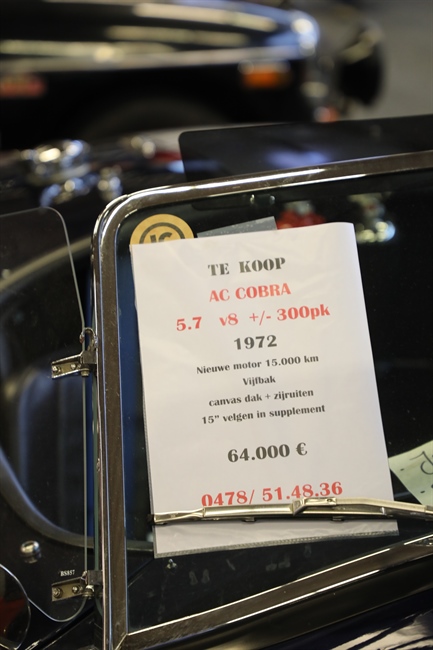 TE KOOP
AC COBRA
5.7 v8 +/- 300pk
1972
Nieuwe motor 15.000 km
Vijfbak
canvas dak + zijruiten
15" velgen in supplement
64.000 €
0478/ 51.48.36
BS857